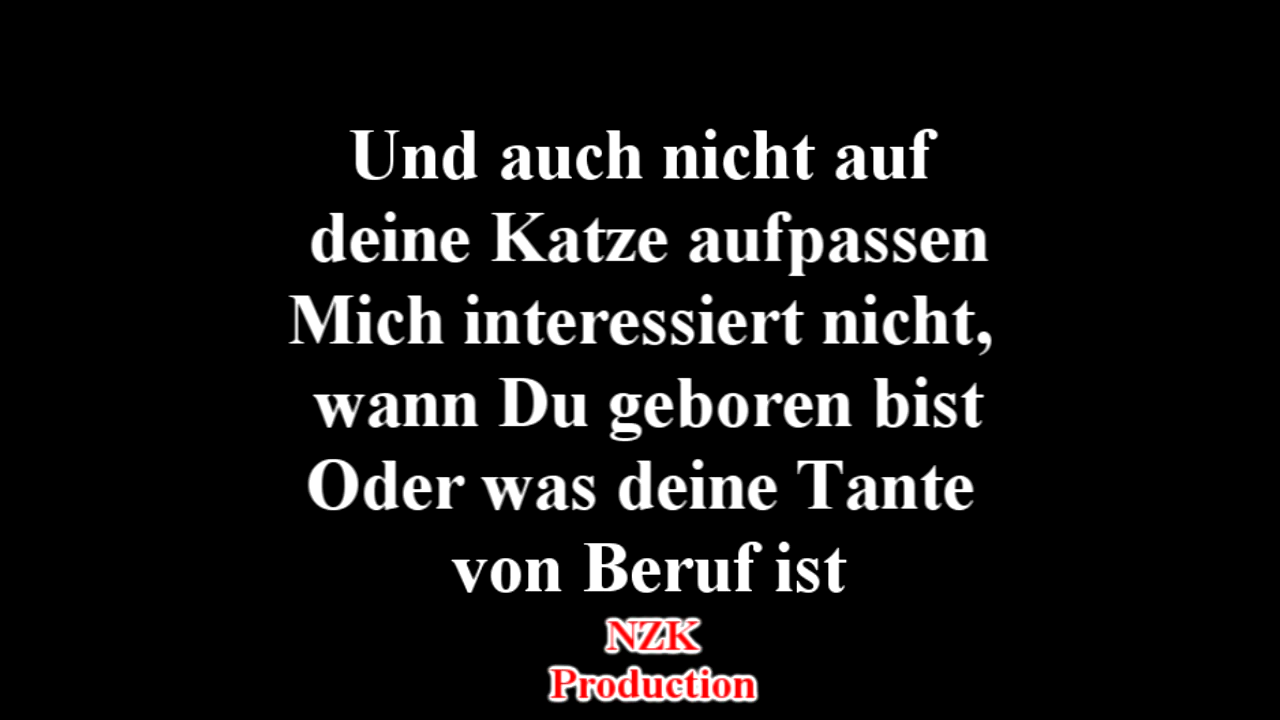 Und auch nicht auf
deine Katze aufpassen
Mich interessiert nicht,
wann Du geboren bist
Oder was deine Tante
von Beruf ist
NZK
Production